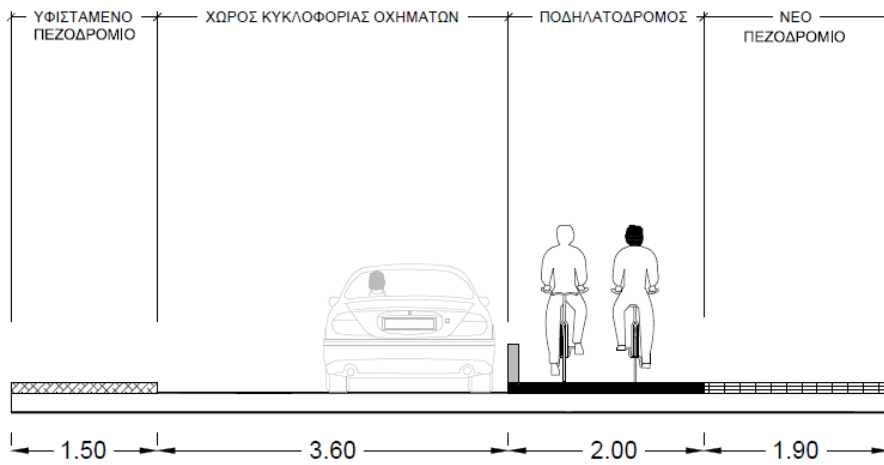 ΥΦΙΣΤΑΜΕΝΟ
ΠΕΖΟΔΡΟΜΙΟ
ΧΩΡΟΣ ΚΥΚΛΟΦΟΡΙΑΣ ΟΧΗΜΑΤΩΝ
ΠΟΔΗΛΑΤΟΔΡΟΜΟΣ
ΝΕΟ
ΠΕΖΟΔΡΟΜΙΟ
1.50
3.60
2.00
1.90